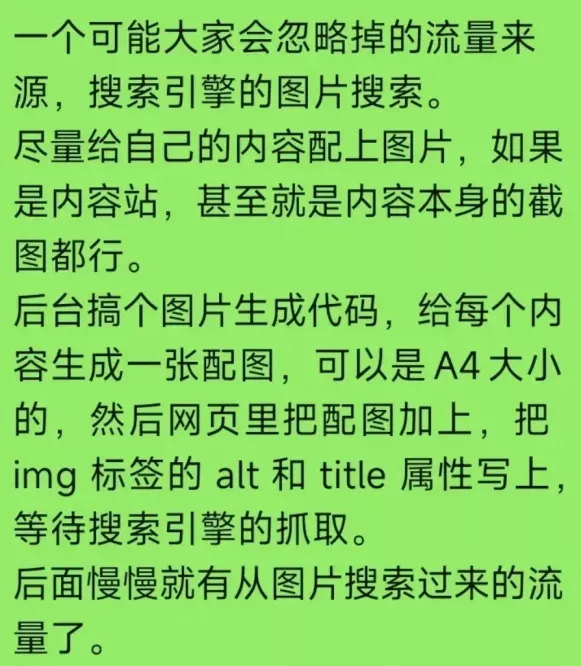 一个可能大家会忽略掉的流量来
源，搜索引擎的图片搜索。
尽量给自己的内容配上图片，如果
是内容站，甚至就是内容本身的截
图都行。
后台搞个图片生成代码，给每个内
容生成一张配图，可以是A4大小
的，然后网页里把配图加上，把
img 标签的 alt 和 title 属性写上，
等待搜索引擎的抓取。
后面慢慢就有从图片搜索过来的流
量了。